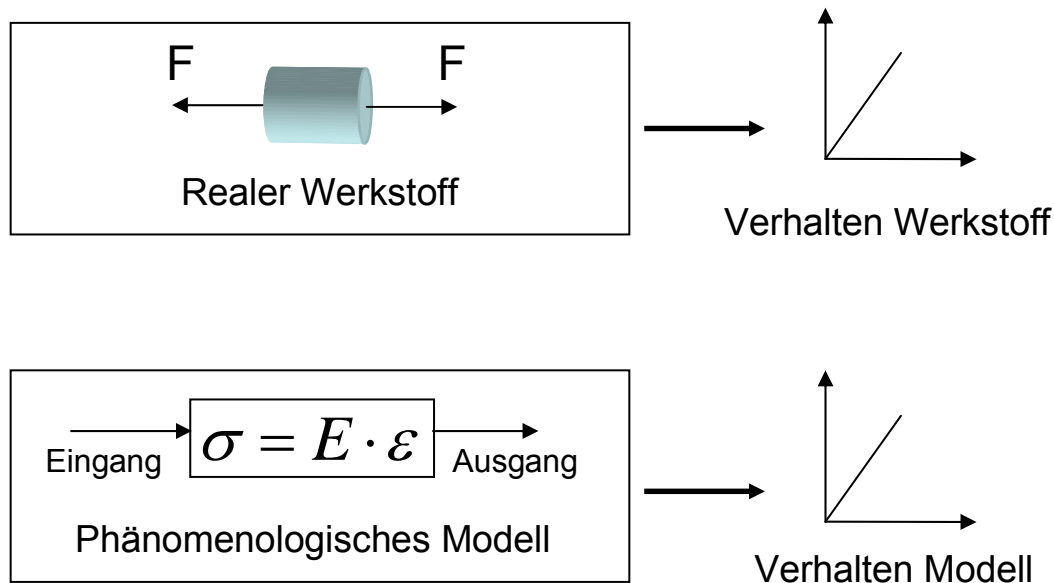 F F
Realer Werkstoff
Verhalten Werkstoff
Eingang σ = E · ε Ausgang
Phänomenologisches Modell
Verhalten Modell